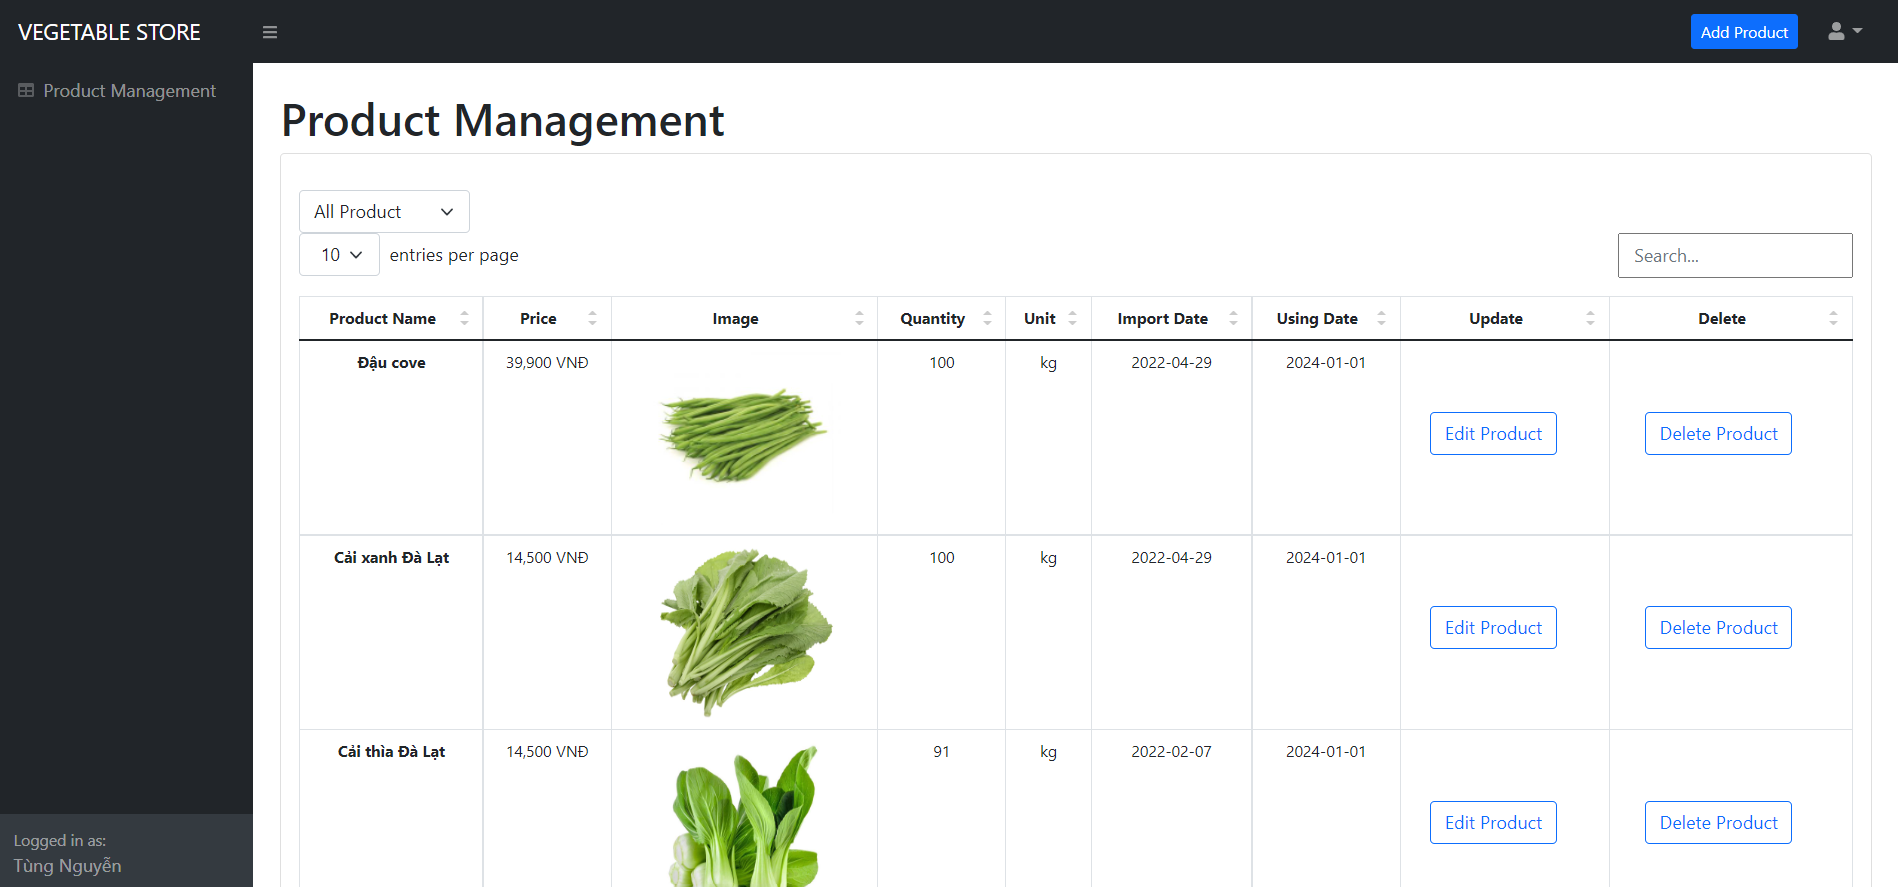 VEGETABLE STORE
Add Product
Product Management
Product Management
All Product
10 entries per page
Search...
Product Name Price Image Quantity Unit Import Date Using Date Update Delete
Đậu cove 39,900 VNĐ 100 kg 2022-04-29 2024-01-01
Edit Product Delete Product
Cải xanh Đà Lạt 14,500 VNĐ 100 kg 2022-04-29 2024-01-01
Edit Product Delete Product
Cải thìa Đà Lạt 14,500 VNĐ 91 kg 2022-02-07 2024-01-01
Edit Product Delete Product
Logged in as:
Tùng Nguyễn